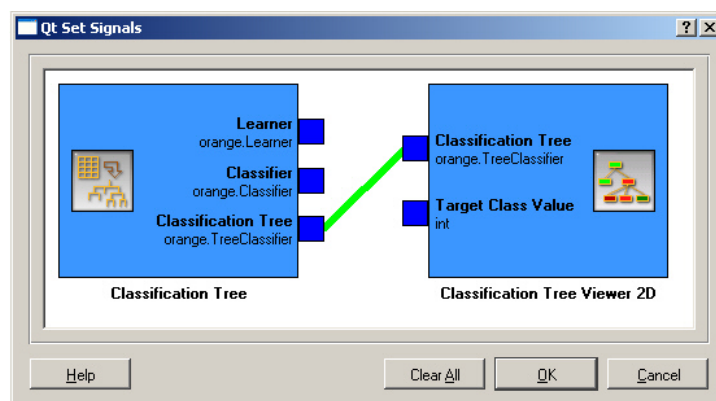 Qt Set Signals
Learner
orange.Learner
Classifier
orange.Classifier
Classification Tree
orange.TreeClassifier
Classification Tree
Classification Tree
orange.TreeClassifier
Target Class Value
int
Classification Tree Viewer 2D
Help
Clear All
OK
Cancel